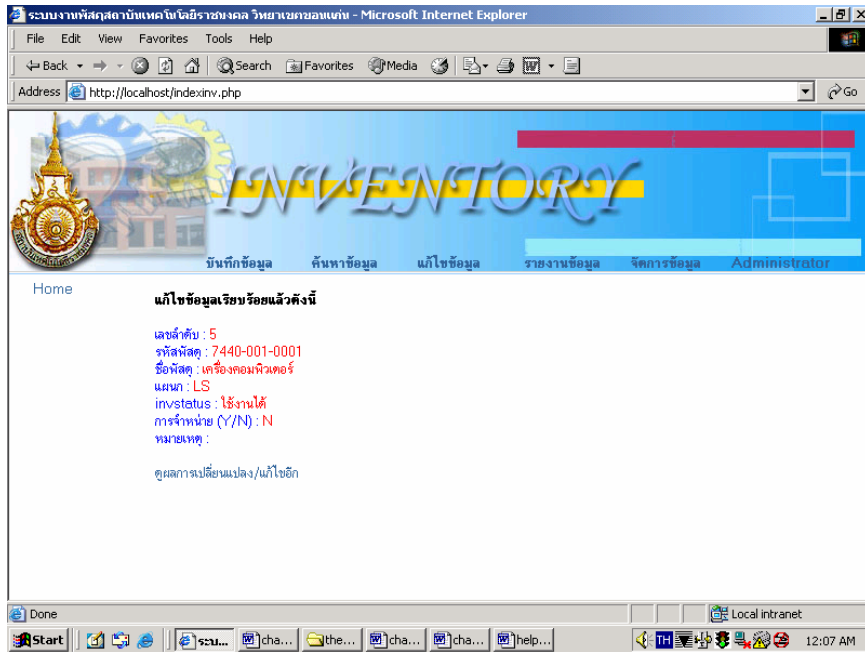 ระบบงานพัสดุสถาบันเทคโนโลยีราชมงคล วิทยาเขตขอนแก่น - Microsoft Internet Explorer
File Edit View Favorites Tools Help
Back Search Favorites Media
Address http://localhost/indexinv.php Go
INVENTORY
บันทึกข้อมูล ค้นหาข้อมูล แก้ไขข้อมูล รายงานข้อมูล จัดการข้อมูล Administrator
Home
แก้ไขข้อมูลเรียบร้อยแล้วดังนี้
เลขลำดับ : 5
รหัสพัสดุ : 7440-001-0001
ชื่อพัสดุ : เครื่องคอมพิวเตอร์
แผนก : LS
invstatus : ใช้งานได้
การจำหน่าย (Y/N) : N
หมายเหตุ :
ดูผลการเปลี่ยนแปลง/แก้ไขอีก
Done Local intranet
Start ระบ... cha... the... cha... cha... help... TH 12:07 AM